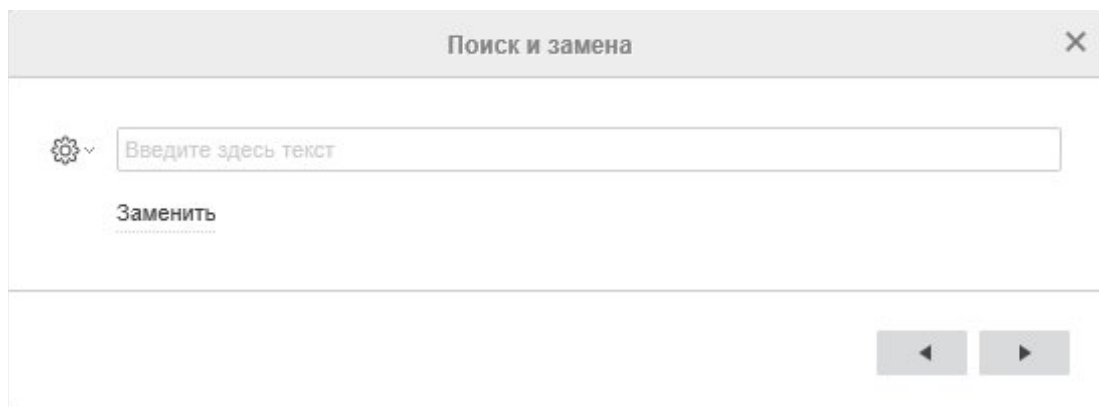 Поиск и замена
Введите здесь текст
Заменить